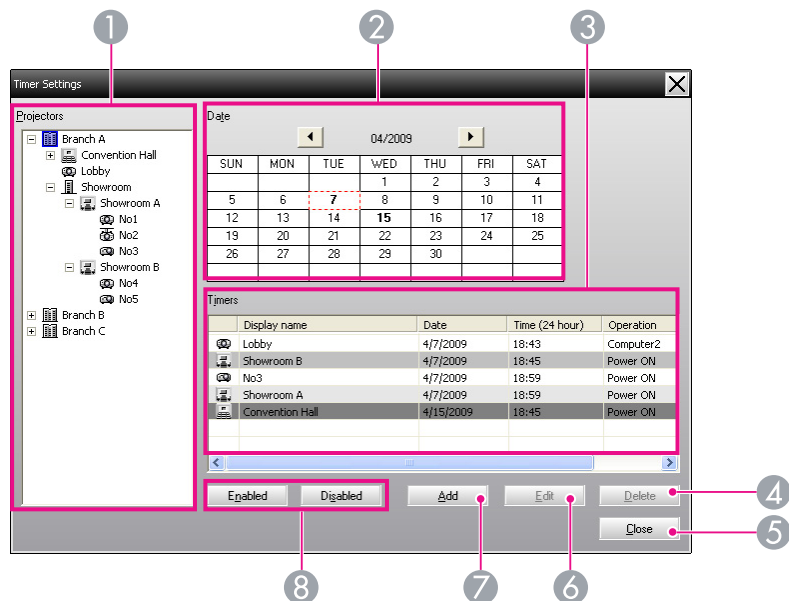 1 2 3
Timer Settings
Projectors
Branch A
Convention Hall
Lobby
Showroom
Showroom A
No1
No2
No3
Showroom B
No4
No5
Branch B
Branch C
Date
04/2009
SUN MON TUE WED THU FRI SAT
1 2 3 4
5 6 7 8 9 10 11
12 13 14 15 16 17 18
19 20 21 22 23 24 25
26 27 28 29 30
Timers
Display name Date Time (24 hour) Operation
Lobby 4/7/2009 18:43 Computer2
Showroom B 4/7/2009 18:45 Power ON
No3 4/7/2009 18:59 Power ON
Showroom A 4/7/2009 18:59 Power ON
Convention Hall 4/15/2009 18:45 Power ON
Enabled Disabled Add Edit Delete 4
Close 5
8 7 6